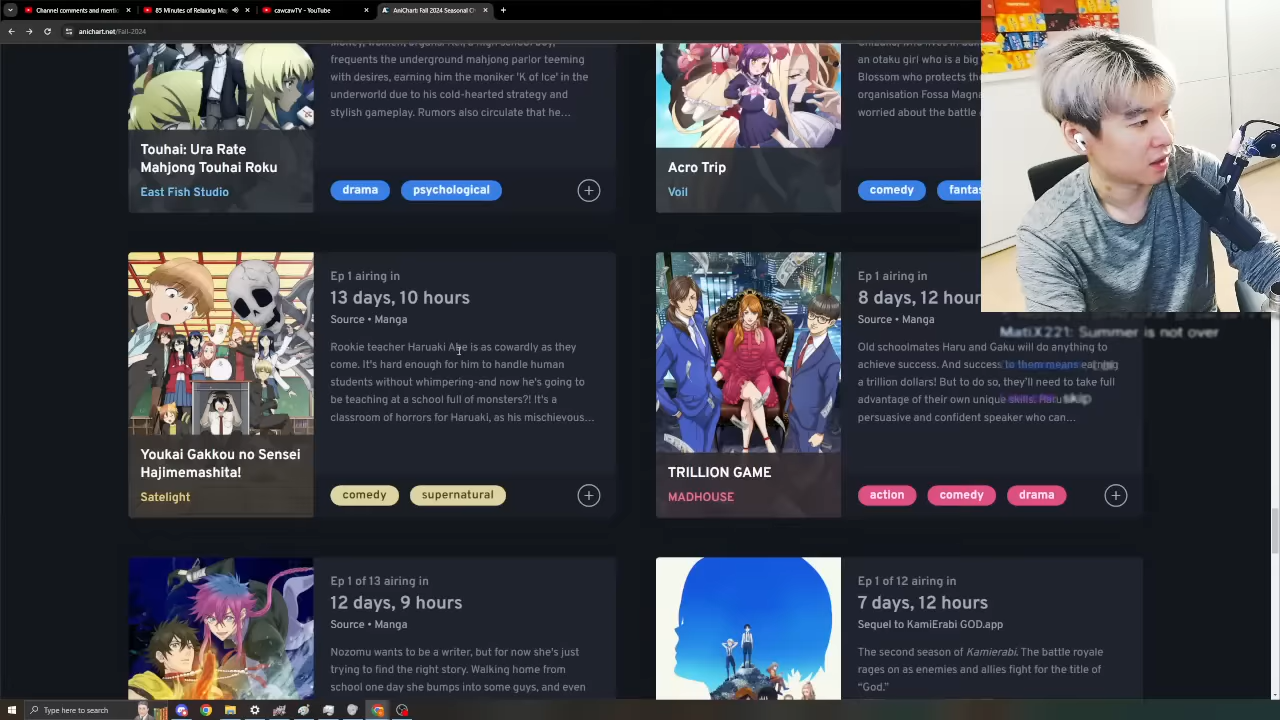 Channel comments and mentio
85 Minutes of Relaxing Ma
cawcawTV - YouTube
AniChart: Fall 2024 Seasonal C
anichart.net/Fall-2024
frequents the underground mahjong parlor teeming
with desires, earning him the moniker 'K of Ice' in the
underworld due to his cold-hearted strategy and
stylish gameplay. Rumors also circulate that he...
Touhai: Ura Rate
Mahjong Touhai Roku
East Fish Studio
drama
psychological
an otaku girl who is a big
Blossom who protects th
organisation Fossa Magn
worried about the battle
Acro Trip
Voil
comedy
fantas
Ep 1 airing in
13 days, 10 hours
Source • Manga
Rookie teacher Haruaki Abe is as cowardly as they
come. It's hard enough for him to handle human
students without whimpering-and now he's going to
be teaching at a school full of monsters?! It's a
classroom of horrors for Haruaki, as his mischievous...
Youkai Gakkou no Sensei
Hajimemashita!
Satelight
comedy
supernatural
Ep 1 airing in
8 days, 12 hour
Source • Manga
MatiX221: Summer is not over
Old schoolmates Haru and Gaku will do anything to
achieve success. And success to them means earning
a trillion dollars! But to do so, they'll need to take full
advantage of their own unique skills. Haru
skip
persuasive and confident speaker who can...
TRILLION GAME
MADHOUSE
action
comedy
drama
Ep 1 of 13 airing in
12 days, 9 hours
Source • Manga
Nozomu wants to be a writer, but for now she's just
trying to find the right story. Walking home from
school one day she bumps into some guys, and even
Ep 1 of 12 airing in
7 days, 12 hours
Sequel to KamiErabi GOD.app
The second season of Kamierabi. The battle royale
rages on as enemies and allies fight for the title of
"God."
Type here to search